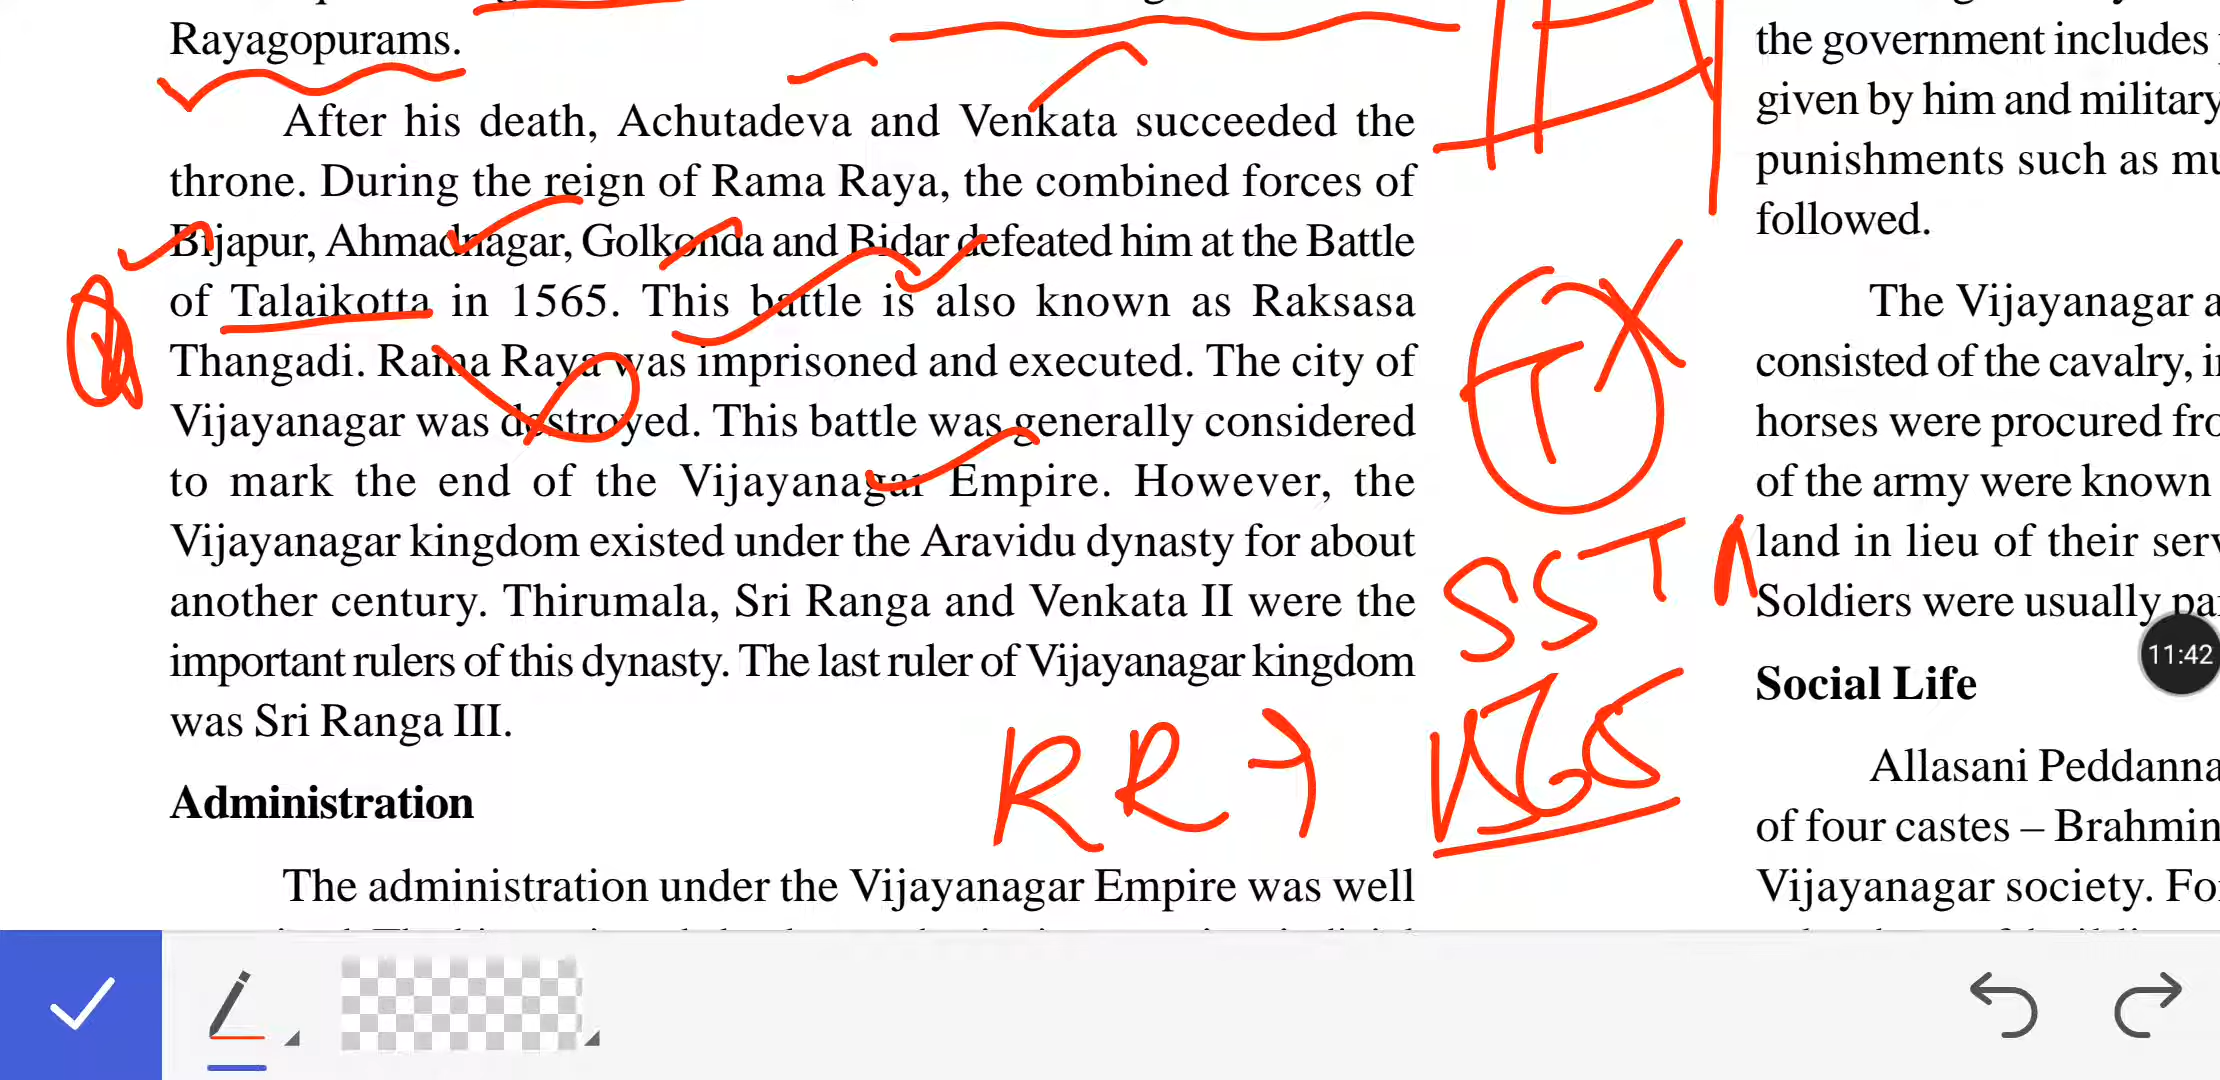 Rayagopurams.
After his death, Achutadeva and Venkata succeeded the
throne. During the reign of Rama Raya, the combined forces of
Bijapur, Ahmadnagar, Golkonda and Bidar defeated him at the Battle
of Talaikotta in 1565. This battle is also known as Raksasa
Thangadi. Rama Raya was imprisoned and executed. The city of
Vijayanagar was destroyed. This battle was generally considered
to mark the end of the Vijayanagar Empire. However, the
Vijayanagar kingdom existed under the Aravidu dynasty for about
another century. Thirumala, Sri Ranga and Venkata II were the
important rulers of this dynasty. The last ruler of Vijayanagar kingdom
was Sri Ranga III.
Administration
The administration under the Vijayanagar Empire was well
RR
T
SST
the government includes
given by him and military
punishments such as
followed.
The Vijayanagar
consisted of the cavalry,
horses were procured
of the army were known
land in lieu of their
Soldiers were usually
11:42
Social Life
Allasani Peddanna
of four castes – Brahmin
Vijayanagar society.